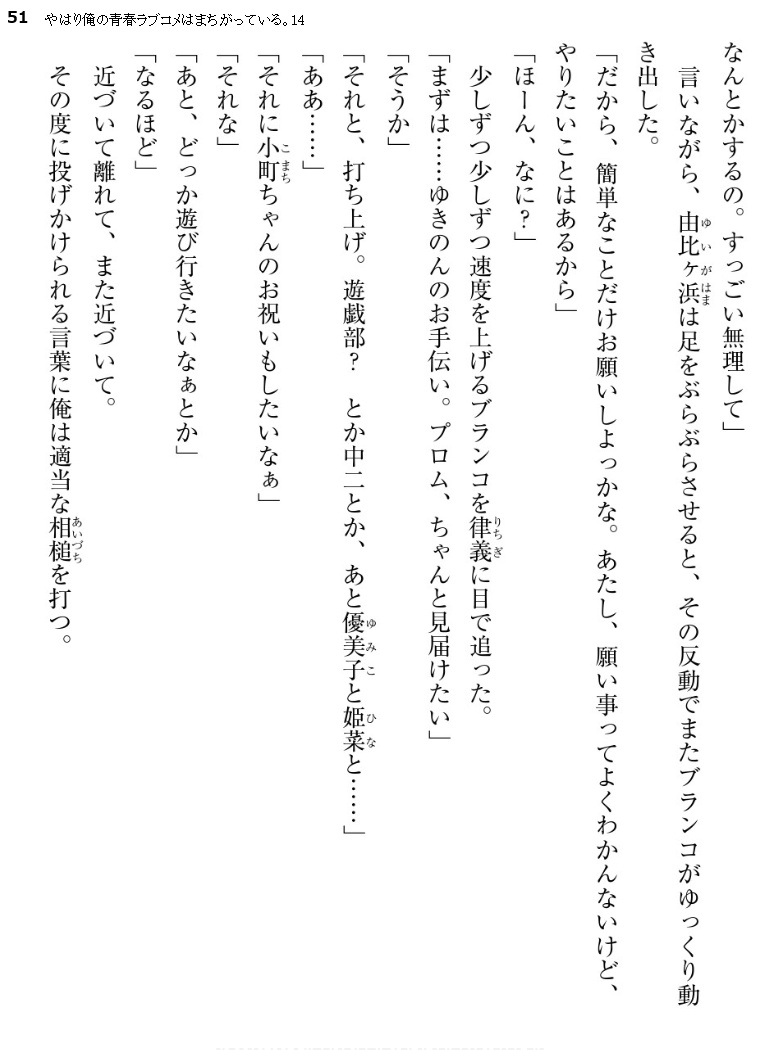 51 やはり俺の青春ラブコメはまちがっている。14
なんとかするの。すっごい無理して」
言いながら、由比ヶ浜は足をぶらぶらさせると、その反動でまたブランコがゆっくり動
き出した。
「だから、簡単なことだけお願いしよっかな。あたし、願い事ってよくわかんないけど、
やりたいことはあるから」
「ほーん、なに？」
少しずつ少しずつ速度を上げるブランコを律義に目で追った。
「まずは……ゆきのんのお手伝い。プロム、ちゃんと見届けたい」
「そうか」
「それと、打ち上げ。遊戯部？　とか中二とか、あと優美子と姫菜と……」
「ああ……」
「それに小町ちゃんのお祝いもしたいなぁ」
「それな」
「あと、どっか遊び行きたいなぁとか」
「なるほど」
近づいて離れて、また近づいて。
その度に投げかけられる言葉に俺は適当な相槌を打つ。